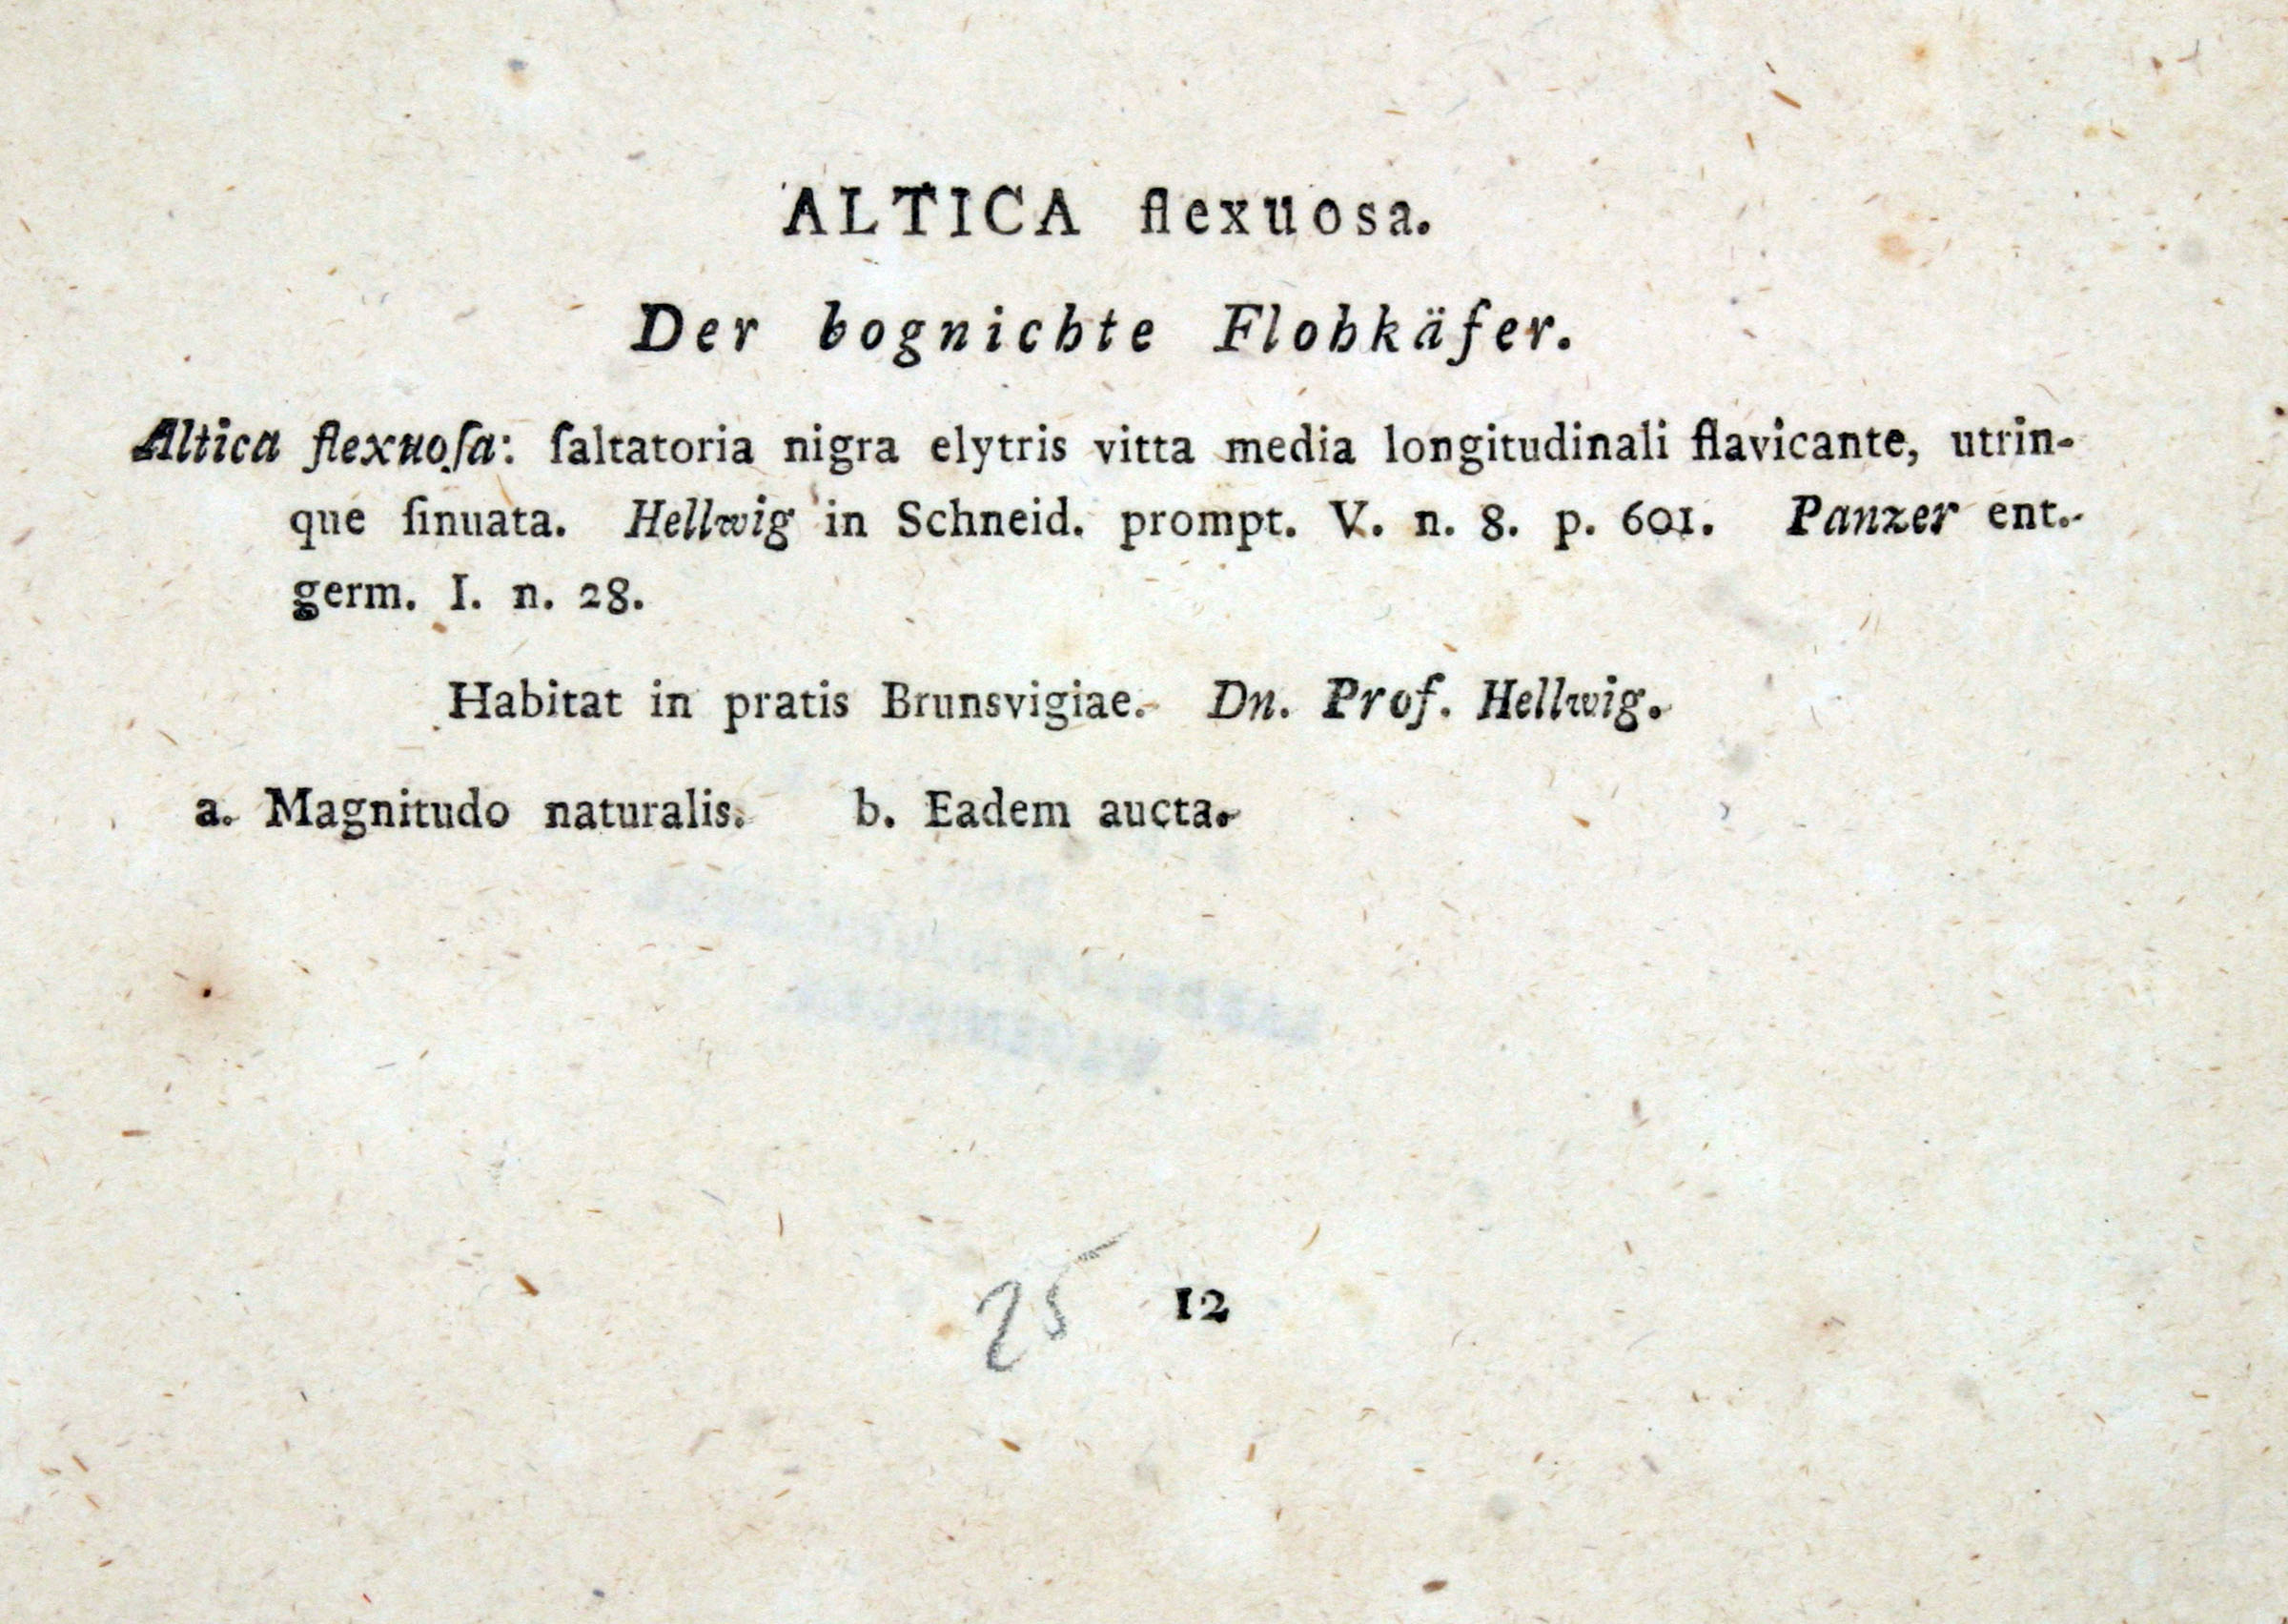 ALTICA flexuosa.
Der bognichte Flohkäfer.
Altica flexuoſa: ſaltatoria nigra elytris vitta media longitudinali flavicante, utrin-
que ſinuata. Hellwig in Schneid. prompt. V. n. 8. p. 601. Panzer ent.
germ. I. n. 28.
Habitat in pratis Brunsvigiae. Dn. Prof. Hellwig.
a. Magnitudo naturalis. b. Eadem aucta.
25 12